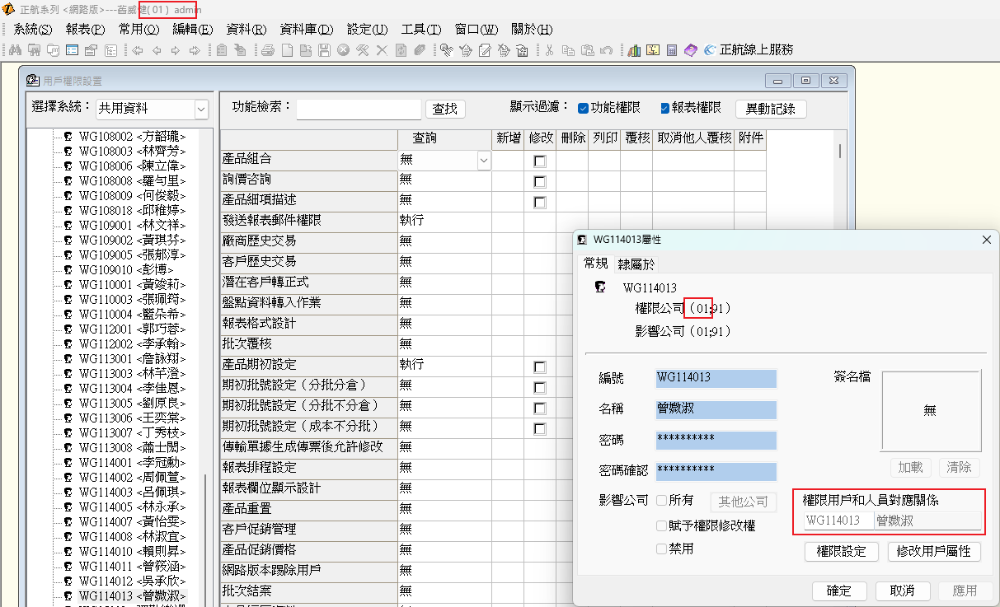 正航系列 <網路版>---舊威健(01) admin
系統(S) 報表(P) 常用(O) 編輯(E) 資料(R) 資料庫(D) 設定(U) 工具(T) 窗口(W) 關於(H)
正航線上服務
用戶權限設置
選擇系統： 共用資料
功能檢索： 查找 顯示過濾： 功能權限 報表權限 異動記錄
WG108002 <方韶瓏>
WG108003 <林齊芳>
WG108006 <陳立偉>
WG108008 <羅勻里>
WG108009 <何俊毅>
WG108018 <邱稚婷>
WG109001 <林文祥>
WG109002 <黃琪芬>
WG109005 <張郁淳>
WG109010 <彭博>
WG110001 <黃竣莉>
WG110003 <張珮筠>
WG110004 <藍朵希>
WG112001 <郭巧蓉>
WG112002 <李承翰>
WG113001 <詹詠翔>
WG113003 <林芊澄>
WG113004 <李佳恩>
WG113005 <劉原良>
WG113006 <王奕棠>
WG113007 <丁秀枝>
WG113008 <蕭士閎>
WG114001 <李冠勳>
WG114002 <周佩萱>
WG114003 <呂佩琪>
WG114005 <林永承>
WG114007 <黃怡雯>
WG114008 <林淑宜>
WG114010 <賴則昇>
WG114011 <曾筱涵>
WG114012 <吳承欣>
WG114013 <曾媺淑>
查詢 新增 修改 刪除 列印 覆核 取消他人覆核 附件
產品組合 無
詢價咨詢 無
產品細項描述 無
發送報表郵件權限 執行
廠商歷史交易 無
客戶歷史交易 無
潛在客戶轉正式 無
盤點資料轉入作業 無
報表格式設計 無
批次覆核 無
產品期初設定 執行
期初批號設定（分批分倉） 無
期初批號設定（分批不分倉） 無
期初批號設定（成本不分批） 無
傳輸單據生成傳票後允許修改 無
報表排程設定 無
報表欄位顯示設計 無
產品重置 無
客戶促銷管理 無
產品促銷價格 無
網路版本踢除用戶 無
批次結案 無
WG114013屬性
常規 隸屬於
WG114013
權限公司（01;91）
影響公司（01;91）
編號 WG114013 簽名檔
名稱 曾媺淑 無
密碼 **********
密碼確認 ********** 加載 清除
影響公司 所有 其他公司
賦予權限修改權
禁用
權限用戶和人員對應關係
WG114013 曾媺淑
權限設定 修改用戶屬性
確定 取消 應用